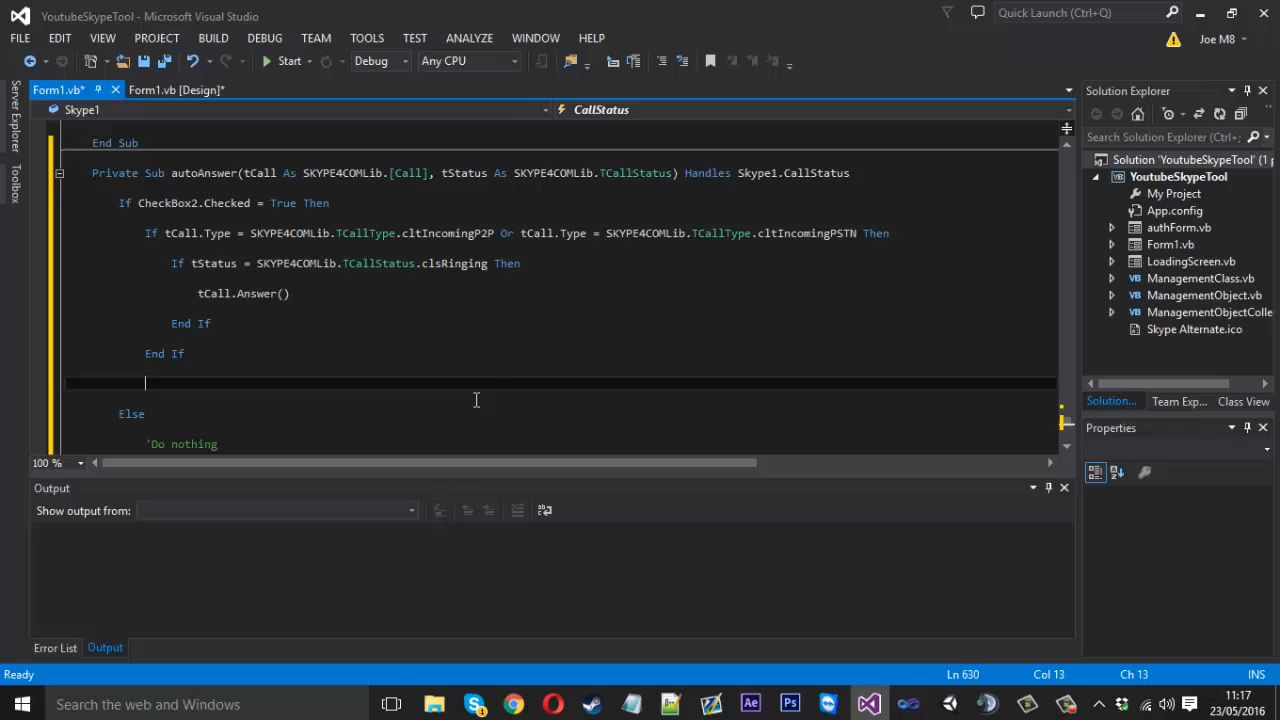 YoutubeSkypeTool - Microsoft Visual Studio
Quick Launch (Ctrl+Q)
FILE EDIT VIEW PROJECT BUILD DEBUG TEAM TOOLS TEST ANALYZE WINDOW HELP
Joe M8
Start Debug Any CPU
Server Explorer
Toolbox
Form1.vb* Form1.vb [Design]*
Skype1 CallStatus
End Sub
Private Sub autoAnswer(tCall As SKYPE4COMLib.[Call], tStatus As SKYPE4COMLib.TCallStatus) Handles Skype1.CallStatus
If CheckBox2.Checked = True Then
If tCall.Type = SKYPE4COMLib.TCallType.cltIncomingP2P Or tCall.Type = SKYPE4COMLib.TCallType.cltIncomingPSTN Then
If tStatus = SKYPE4COMLib.TCallStatus.clsRinging Then
tCall.Answer()
End If
End If
Else
'Do nothing
100 %
Output
Show output from:
Error List Output
Solution Explorer
Search Solution Explorer (Ctrl+;
Solution 'YoutubeSkypeTool' (1 p
YoutubeSkypeTool
My Project
App.config
authForm.vb
Form1.vb
LoadingScreen.vb
ManagementClass.vb
ManagementObject.vb
ManagementObjectColle
Skype Alternate.ico
Solution... Team Exp... Class View
Properties
Ready Ln 630 Col 13 Ch 13 INS
Search the web and Windows
11:17
23/05/2016